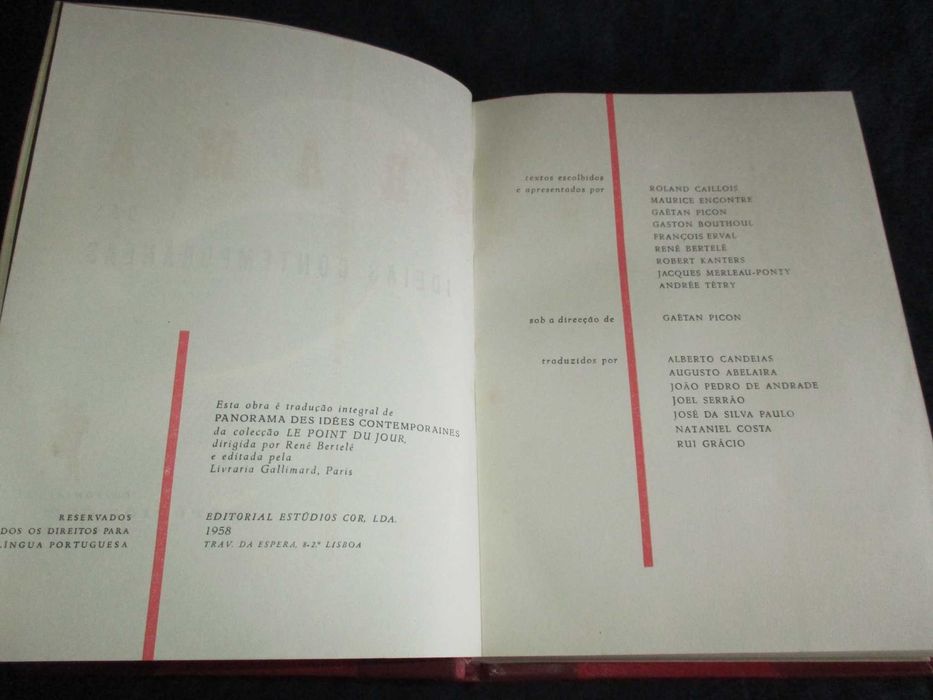 Esta obra é tradução integral de
PANORAMA DES IDÉES CONTEMPORAINES
da colecção LE POINT DU JOUR,
dirigida por René Bertelé
e editada pela
Livraria Gallimard, Paris
RESERVADOS
DOS OS DIREITOS PARA
LÍNGUA PORTUGUESA
EDITORIAL ESTÚDIOS COR, LDA.
1958
TRAV. DA ESPERA, 8-2.º LISBOA
textos escolhidos
e apresentados por
ROLAND CAILLOIS
MAURICE ENCONTRE
GAËTAN PICON
GASTON BOUTHOUL
FRANÇOIS ERVAL
RENÉ BERTELÉ
ROBERT KANTERS
JACQUES MERLEAU-PONTY
ANDRÉE TÉTRY
sob a direcção de
GAËTAN PICON
traduzidos por
ALBERTO CANDEIAS
AUGUSTO ABELAIRA
JOÃO PEDRO DE ANDRADE
JOEL SERRÃO
JOSÉ DA SILVA PAULO
NATANIEL COSTA
RUI GRÁCIO